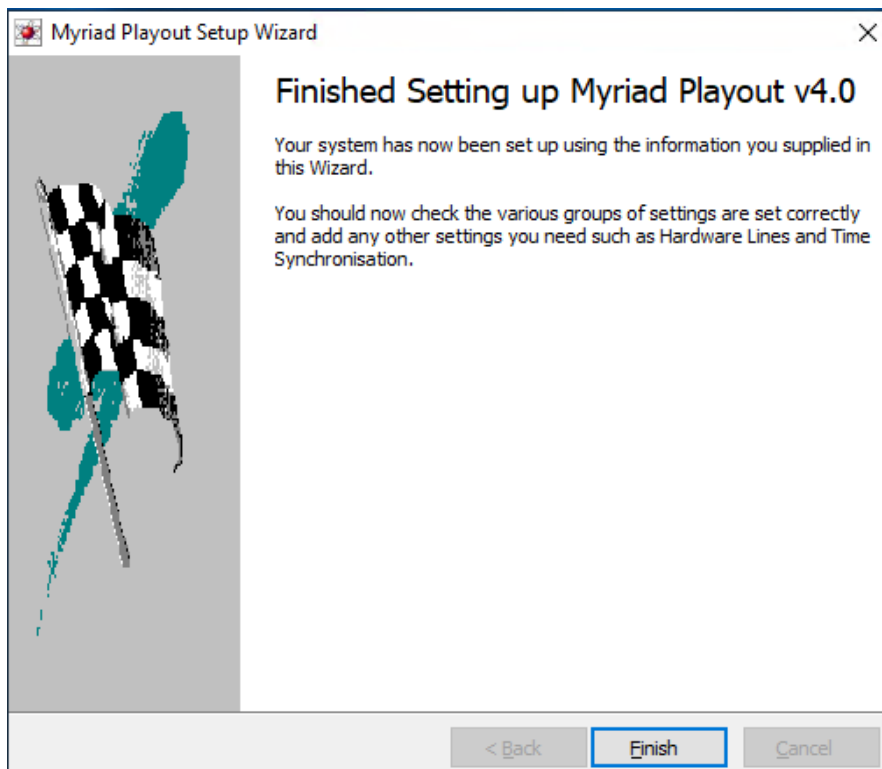 Myriad Playout Setup Wizard
Finished Setting up Myriad Playout v4.0
Your system has now been set up using the information you supplied in
this Wizard.
You should now check the various groups of settings are set correctly
and add any other settings you need such as Hardware Lines and Time
Synchronisation.
< Back
Finish
Cancel